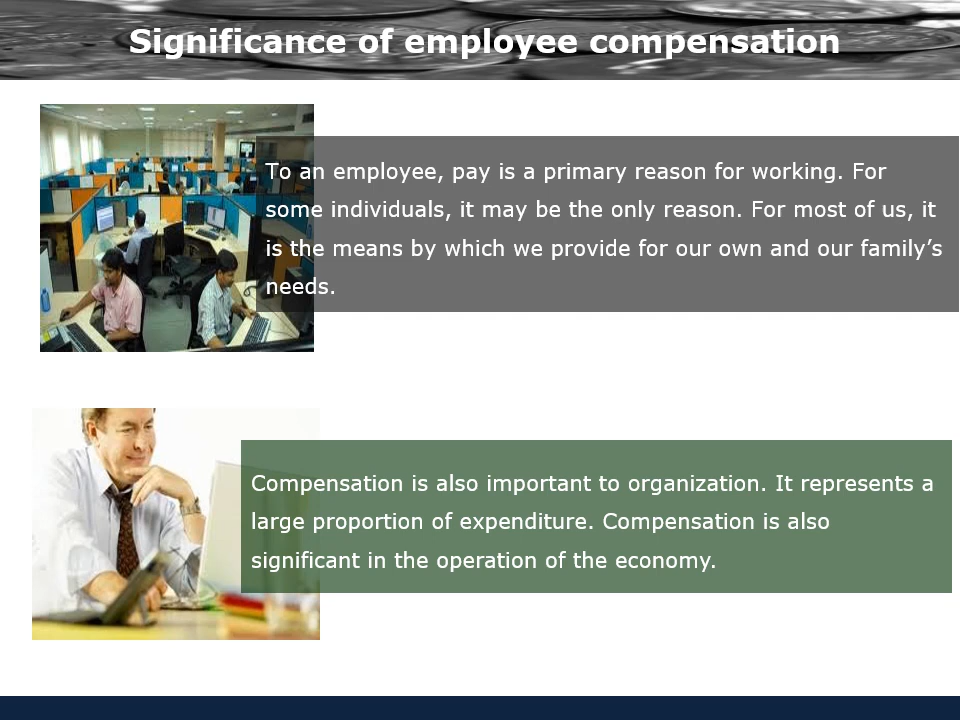 Significance of employee compensation
To an employee, pay is a primary reason for working. For
some individuals, it may be the only reason. For most of us, it
is the means by which we provide for our own and our family’s
needs.
Compensation is also important to organization. It represents a
large proportion of expenditure. Compensation is also
significant in the operation of the economy.